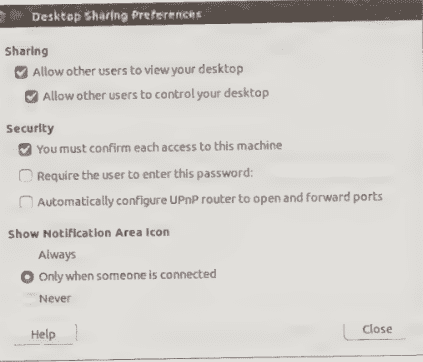 Desktop Sharing Preferences
Sharing
Allow other users to view your desktop
Allow other users to control your desktop
Security
You must confirm each access to this machine
Require the user to enter this password:
Automatically configure UPnP router to open and forward ports
Show Notification Area Icon
Always
Only when someone is connected
Never
Help
Close